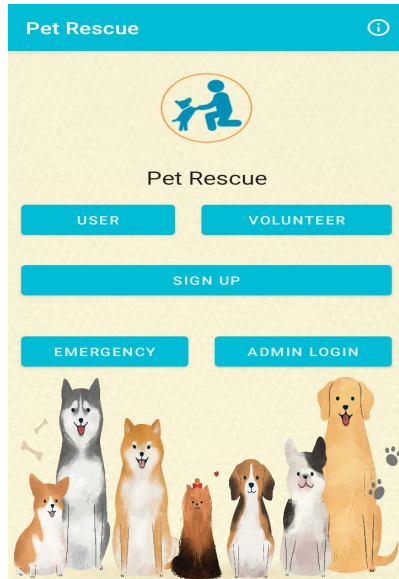 Pet Rescue
Pet Rescue
USER VOLUNTEER
SIGN UP
EMERGENCY ADMIN LOGIN